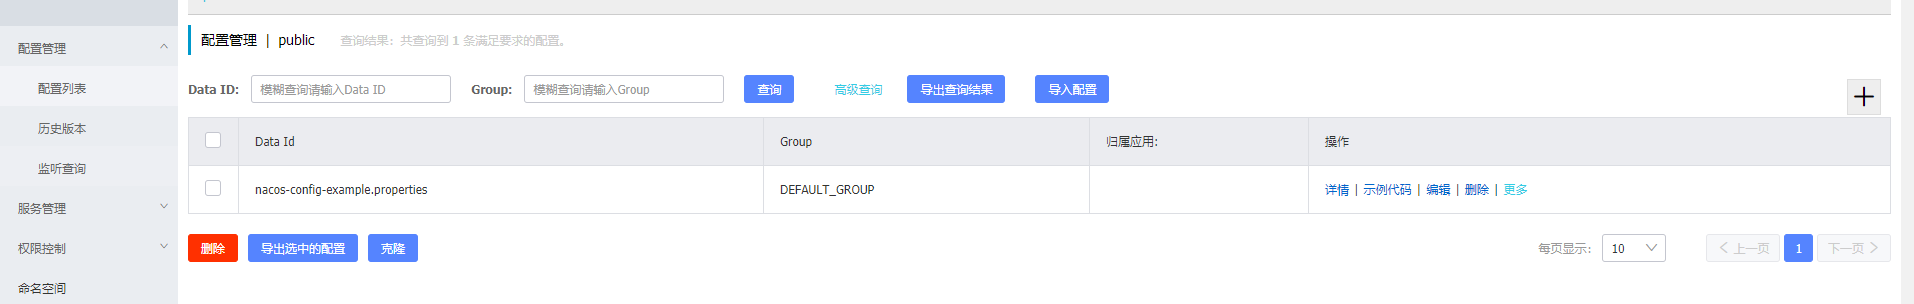 配置管理
配置列表
历史版本
监听查询
服务管理
权限控制
命名空间
配置管理 | public 查询结果：共查询到 1 条满足要求的配置。
Data ID: 模糊查询请输入Data ID Group: 模糊查询请输入Group 查询 高级查询 导出查询结果 导入配置
Data Id Group 归属应用: 操作
nacos-config-example.properties DEFAULT_GROUP 详情 | 示例代码 | 编辑 | 删除 | 更多
删除 导出选中的配置 克隆 每页显示: 10 上一页 1 下一页